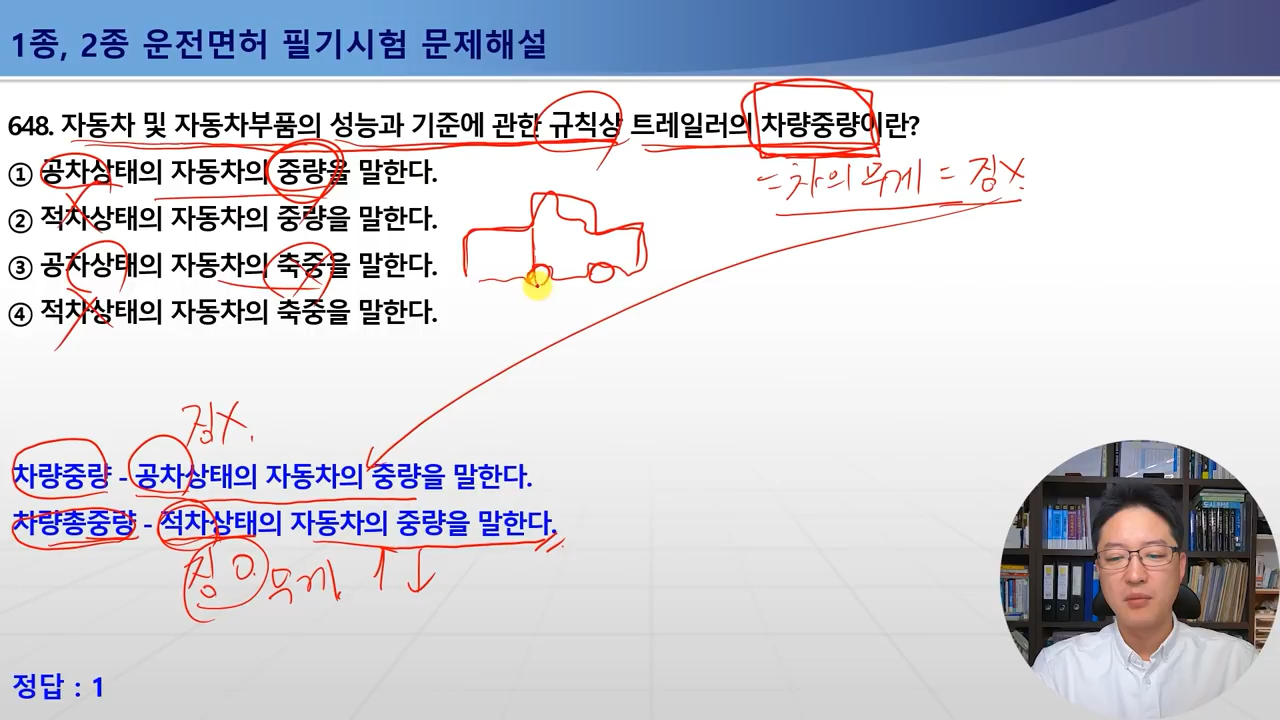 1종, 2종 운전면허 필기시험 문제해설
648. 자동차 및 자동차부품의 성능과 기준에 관한 규칙상 트레일러의 차량중량이란?
① 공차상태의 자동차의 중량을 말한다.
= 차의 무게 = 짐X.
② 적차상태의 자동차의 중량을 말한다.
③ 공차상태의 자동차의 축중을 말한다.
④ 적차상태의 자동차의 축중을 말한다.
짐X.
차량중량 - 공차상태의 자동차의 중량을 말한다.
차량총중량 - 적차상태의 자동차의 중량을 말한다.
짐 O. 무게. ↑↓
정답 : 1